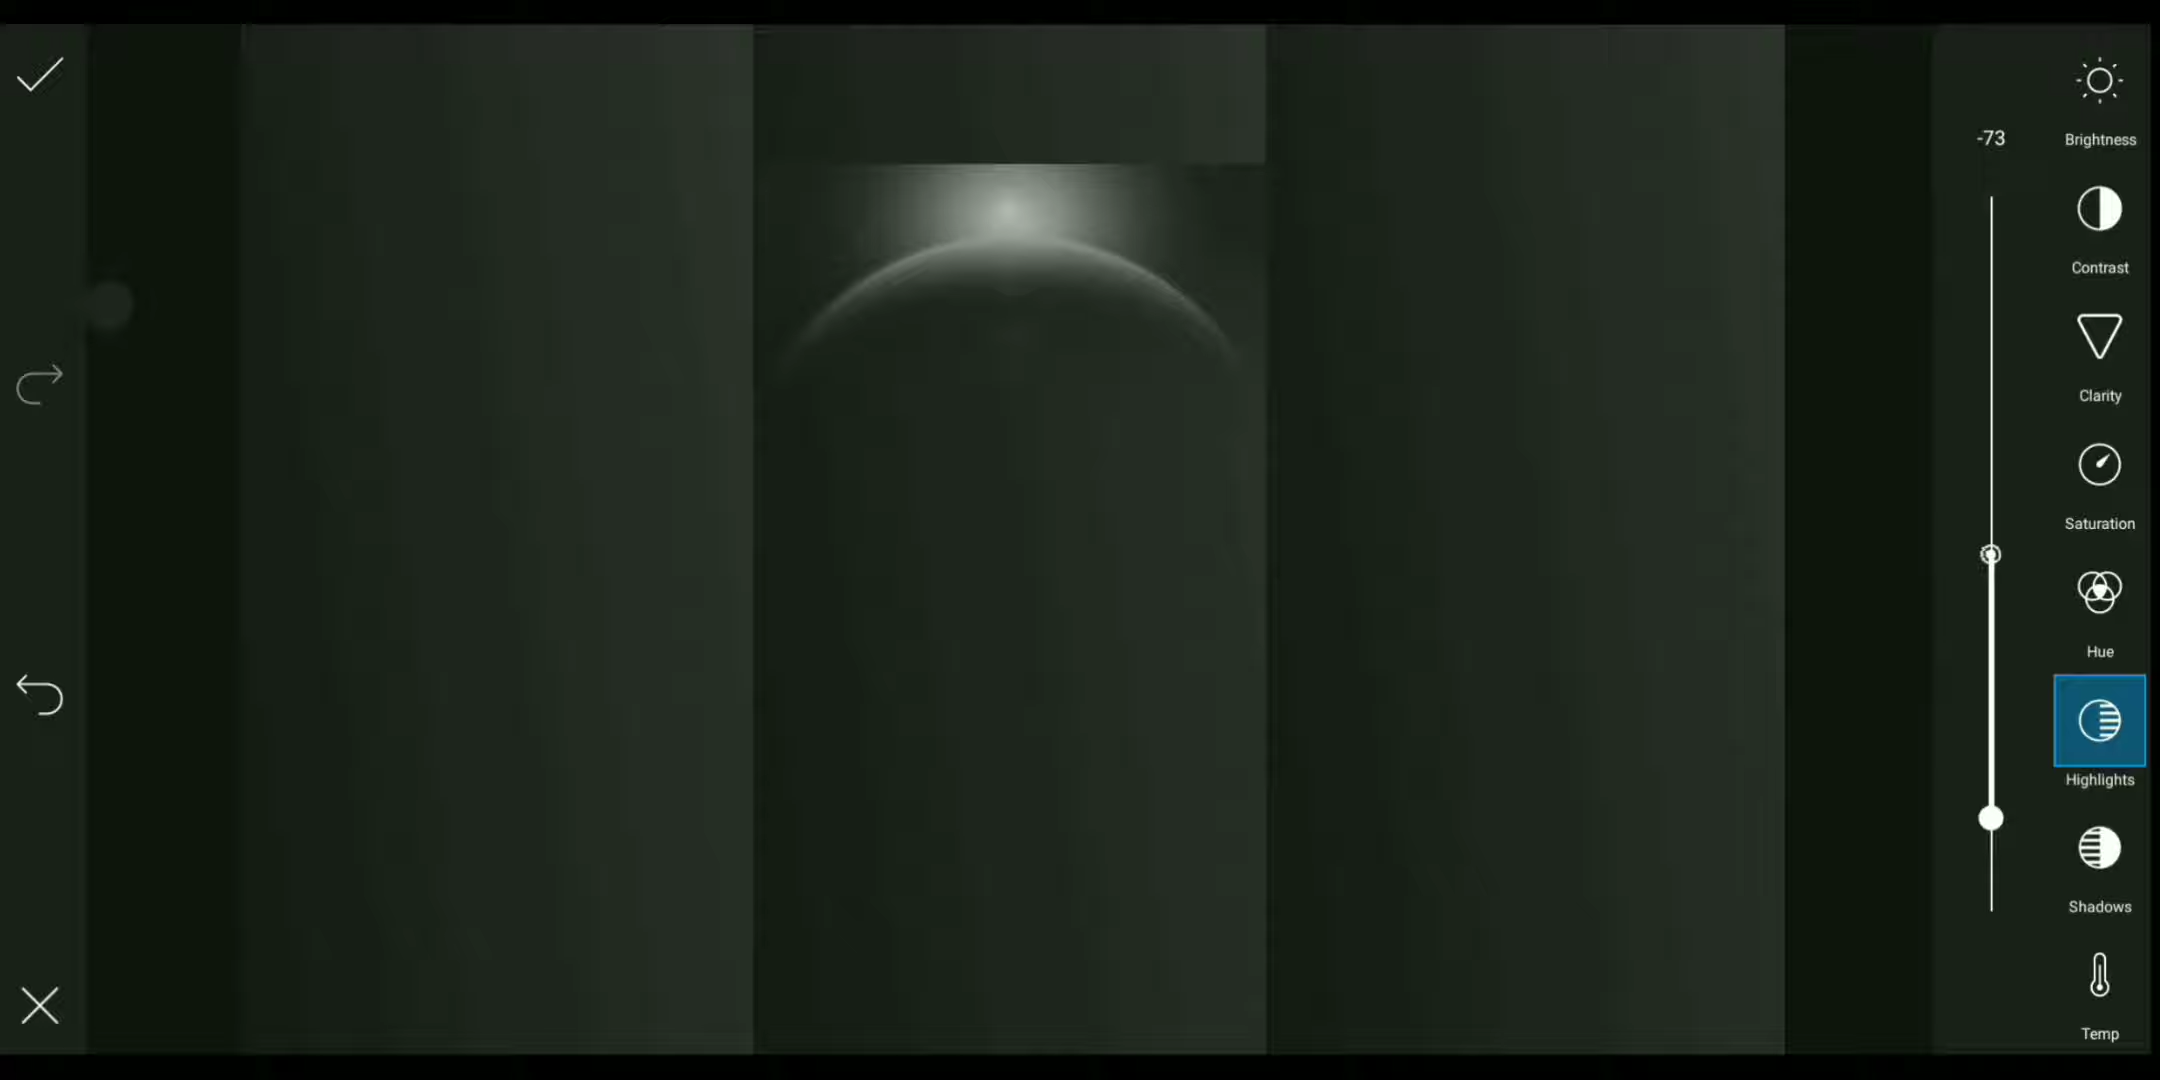 -73
Brightness
Contrast
Clarity
Saturation
Hue
Highlights
Shadows
Temp